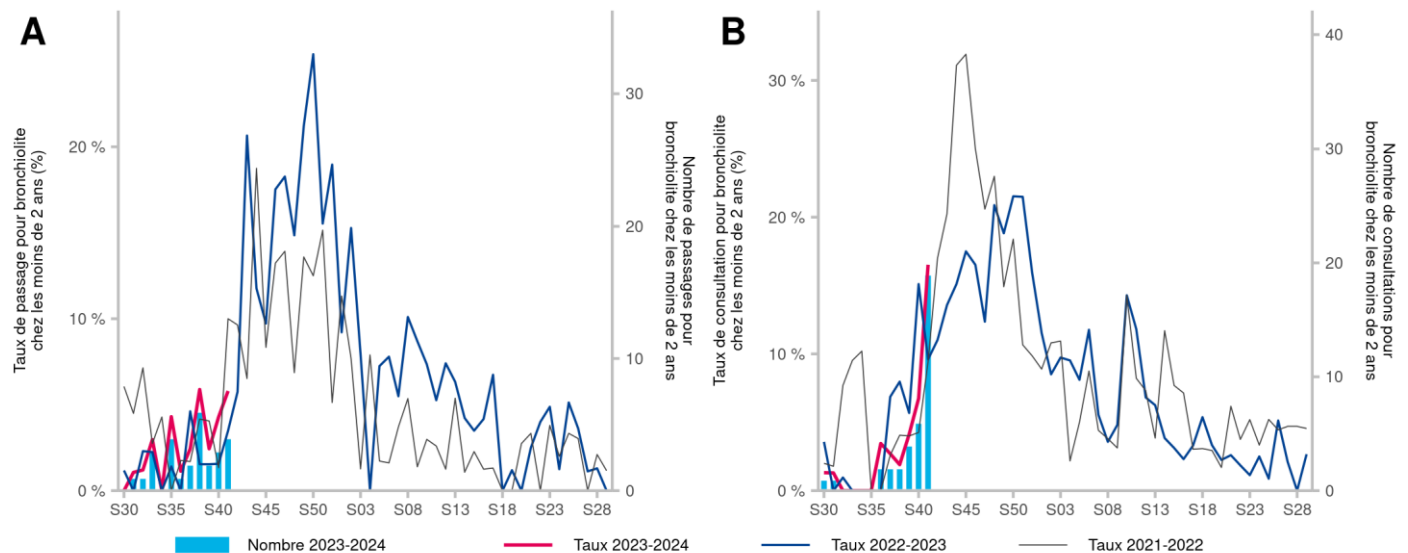 A
B
Taux de passage pour bronchiolite
chez les moins de 2 ans (%)
20 %
10 %
0 %
30
20
10
0
Nombre de passages pour
bronchiolite chez les moins de 2 ans
S30 S35 S40 S45 S50 S03 S08 S13 S18 S23 S28
Taux de consultation pour bronchiolite
chez les moins de 2 ans (%)
30 %
20 %
10 %
0 %
40
30
20
10
0
Nombre de consultations pour
bronchiolite chez les moins de 2 ans
S30 S35 S40 S45 S50 S03 S08 S13 S18 S23 S28
Nombre 2023-2024 Taux 2023-2024 Taux 2022-2023 Taux 2021-2022